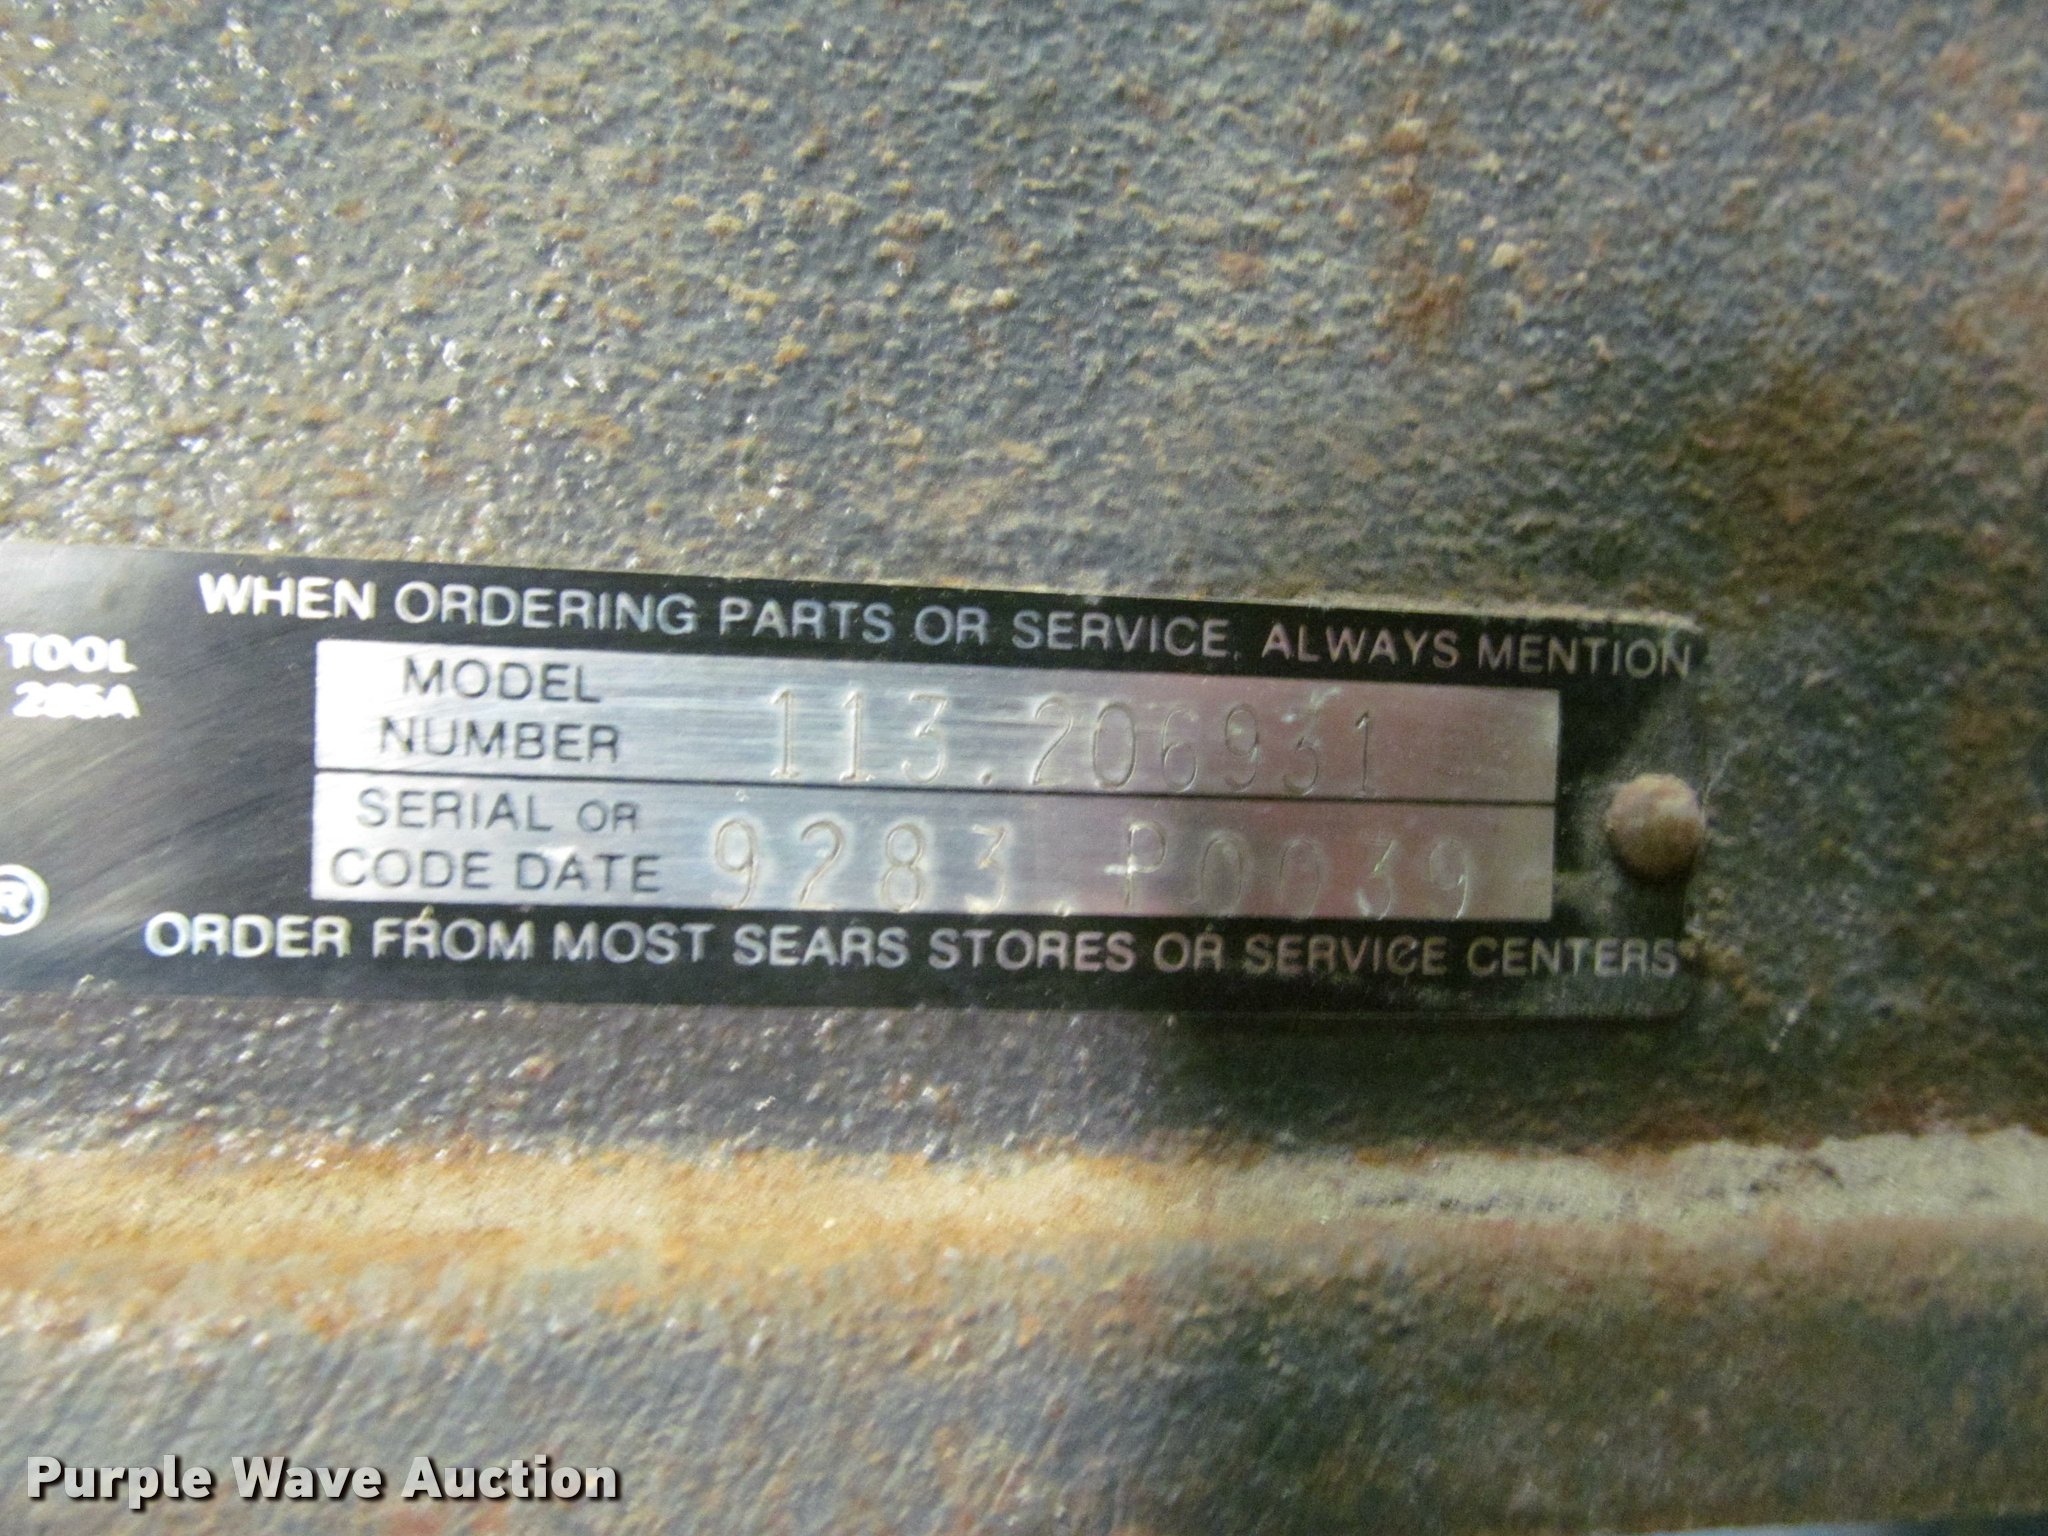 WHEN ORDERING PARTS OR SERVICE, ALWAYS MENTION
TOOL
286A
MODEL
NUMBER
113.206931
SERIAL OR
CODE DATE
9283.P0039
®
ORDER FROM MOST SEARS STORES OR SERVICE CENTERS
Purple Wave Auction